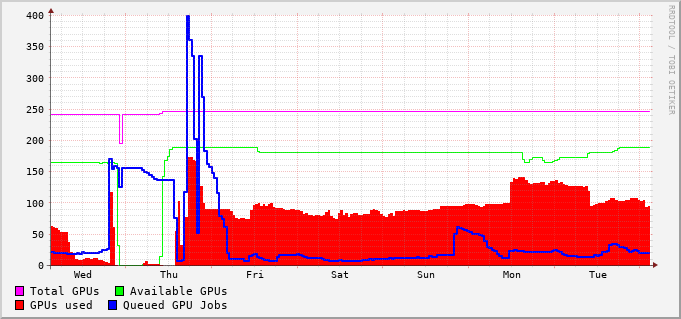 400
350
300
250
200
150
100
50
0
Wed Thu Fri Sat Sun Mon Tue
Total GPUs Available GPUs
GPUs used Queued GPU Jobs
RRDTOOL / TOBI OETIKER